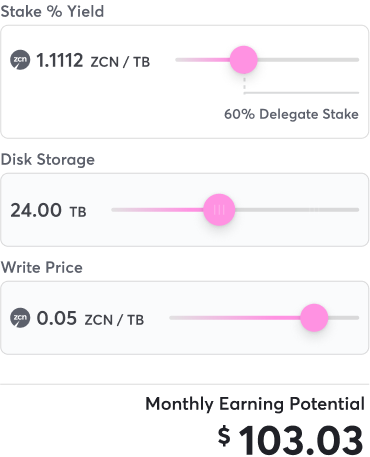 Stake % Yield
zcn 1.1112 ZCN / TB
60% Delegate Stake
Disk Storage
24.00 TB
Write Price
zcn 0.05 ZCN / TB
Monthly Earning Potential
$ 103.03